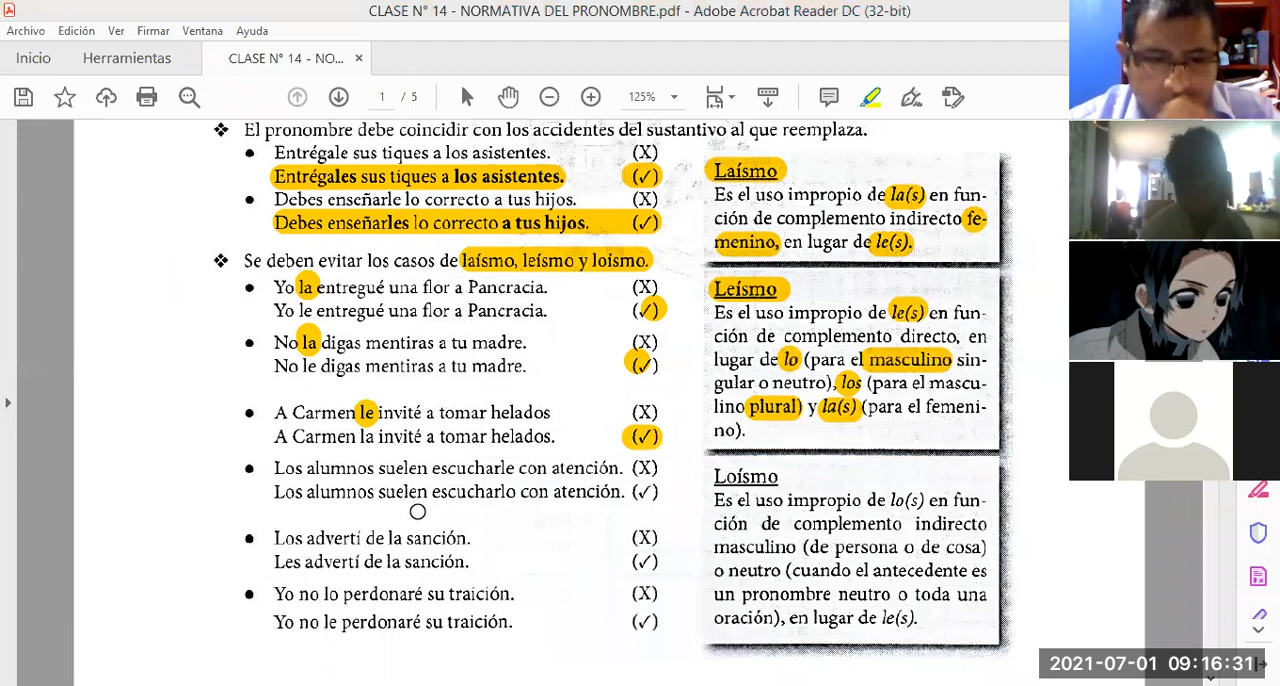 CLASE N° 14 - NORMATIVA DEL PRONOMBRE.pdf - Adobe Acrobat Reader DC (32-bit)
Archivo Edición Ver Firmar Ventana Ayuda
Inicio Herramientas CLASE N° 14 - NO... ×
1 / 5 125%
❖ El pronombre debe coincidir con los accidentes del sustantivo al que reemplaza.
• Entrégale sus tiques a los asistentes. (X)
Entrégales sus tiques a los asistentes. (✓)
• Debes enseñarle lo correcto a tus hijos. (X)
Debes enseñarles lo correcto a tus hijos. (✓)
❖ Se deben evitar los casos de laísmo, leísmo y loísmo.
• Yo la entregué una flor a Pancracia. (X)
Yo le entregué una flor a Pancracia. (✓)
• No la digas mentiras a tu madre. (X)
No le digas mentiras a tu madre. (✓)
• A Carmen le invité a tomar helados (X)
A Carmen la invité a tomar helados. (✓)
• Los alumnos suelen escucharle con atención. (X)
Los alumnos suelen escucharlo con atención. (✓)
• Los advertí de la sanción. (X)
Les advertí de la sanción. (✓)
• Yo no lo perdonaré su traición. (X)
Yo no le perdonaré su traición. (✓)
Laísmo
Es el uso impropio de la(s) en fun-
ción de complemento indirecto fe-
menino, en lugar de le(s).
Leísmo
Es el uso impropio de le(s) en fun-
ción de complemento directo, en
lugar de lo (para el masculino sin-
gular o neutro), los (para el mascu-
lino plural) y la(s) (para el femeni-
no).
Loísmo
Es el uso impropio de lo(s) en fun-
ción de complemento indirecto
masculino (de persona o de cosa)
o neutro (cuando el antecedente es
un pronombre neutro o toda una
oración), en lugar de le(s).
2021-07-01 09:16:31